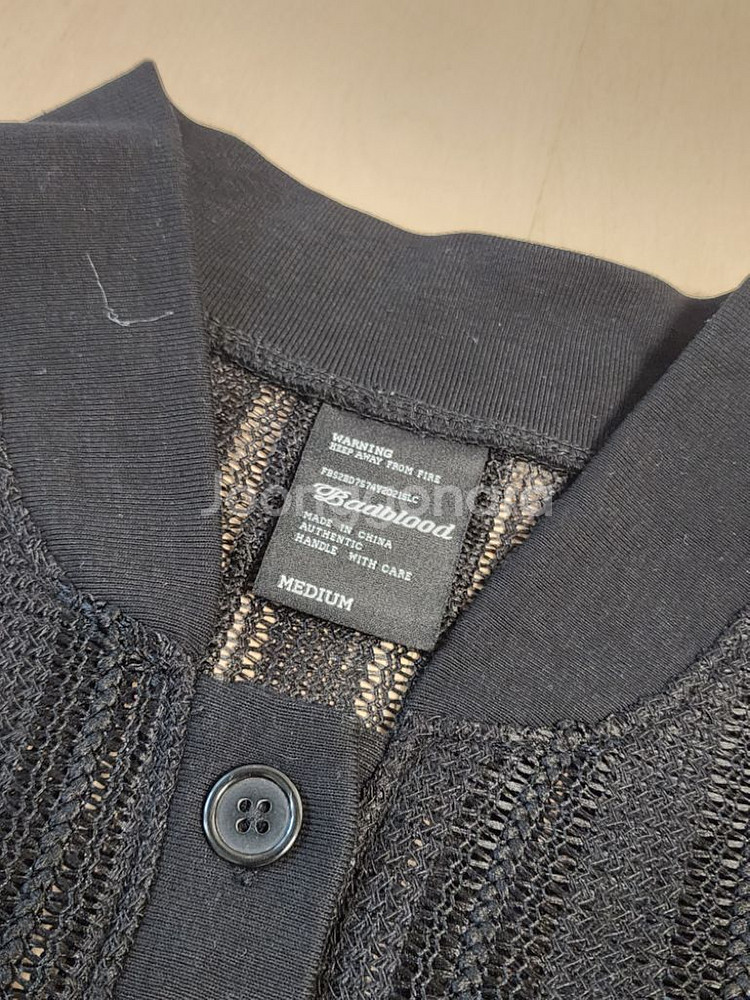 WARNING
KEEP AWAY FROM FIRE
Badblood
MADE IN CHINA
AUTHENTIC
HANDLE WITH CARE
MEDIUM